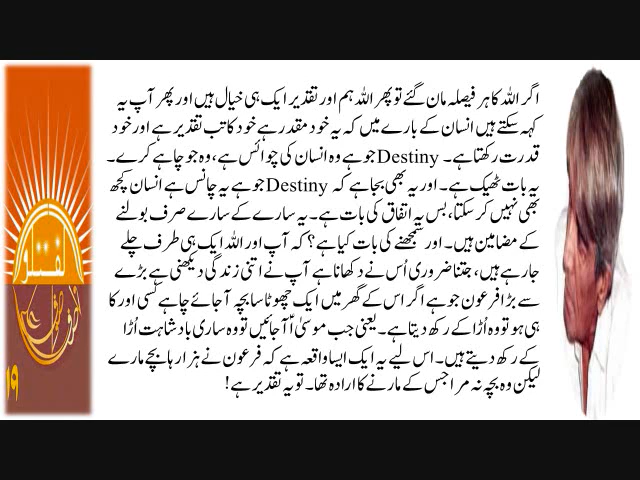 اگر اللہ کا ہر فیصلہ مان گئے تو پھر اللہ ہم اور تقدیر ایک ہی خیال ہیں اور پھر آپ یہ
کہہ سکتے ہیں انسان کے بارے میں کہ یہ خود مقدر ہے خود کاتب تقدیر ہے اور خود
قدرت رکھتا ہے۔ Destiny جو ہے وہ انسان کی چوائس ہے، وہ جو چاہے کرے۔
یہ بات ٹھیک ہے۔ اور یہ بھی بجا ہے کہ Destiny جو ہے یہ چانس ہے انسان کچھ
بھی نہیں کر سکتا، بس یہ اتفاق کی بات ہے۔ یہ سارے کے سارے صرف بولنے
کے مضامین ہیں۔ اور سمجھنے کی بات کیا ہے؟ کہ آپ اور اللہ ایک ہی طرف چلے
جا رہے ہیں، جتنا ضروری اُس نے دکھانا ہے آپ نے اتنی زندگی دیکھنی ہے بڑے
سے بڑا فرعون جو ہے اگر اس کے گھر میں ایک چھوٹا سا بچہ آ جائے چاہے کسی اور کا
ہی ہو تو وہ اُڑا کے رکھ دیتا ہے۔ یعنی جب موسیٰؑ آ جائیں تو وہ ساری بادشاہت اُڑا
کے رکھ دیتے ہیں۔ اس لیے یہ ایک ایسا واقعہ ہے کہ فرعون نے ہزارہا بچے مارے
لیکن وہ بچہ نہ مرا جس کے مارنے کا ارادہ تھا۔ تو یہ تقدیر ہے!
گفتگو
۱۹